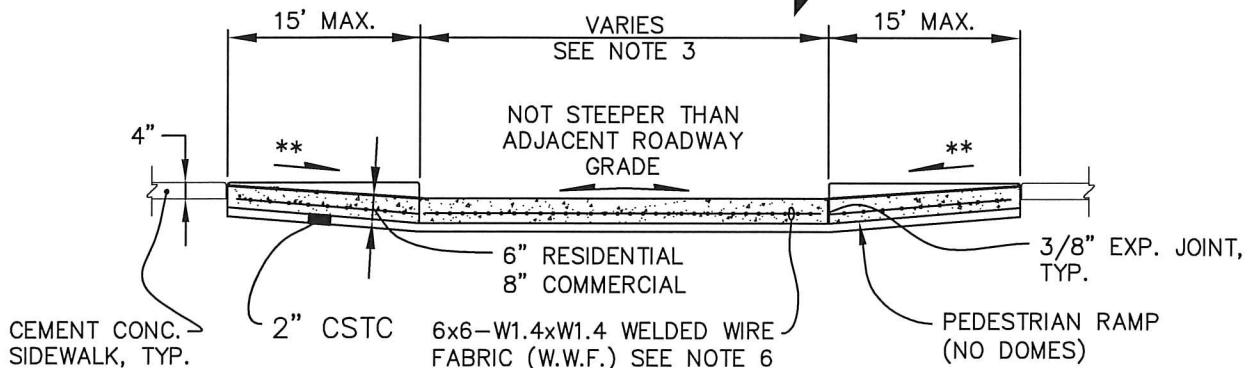 15' MAX.
VARIES
SEE NOTE 3
15' MAX.
NOT STEEPER THAN
ADJACENT ROADWAY
GRADE
4"
**
**
6" RESIDENTIAL
8" COMMERCIAL
3/8" EXP. JOINT,
TYP.
CEMENT CONC.
SIDEWALK, TYP.
2" CSTC
6x6-W1.4xW1.4 WELDED WIRE
FABRIC (W.W.F.) SEE NOTE 6
PEDESTRIAN RAMP
(NO DOMES)